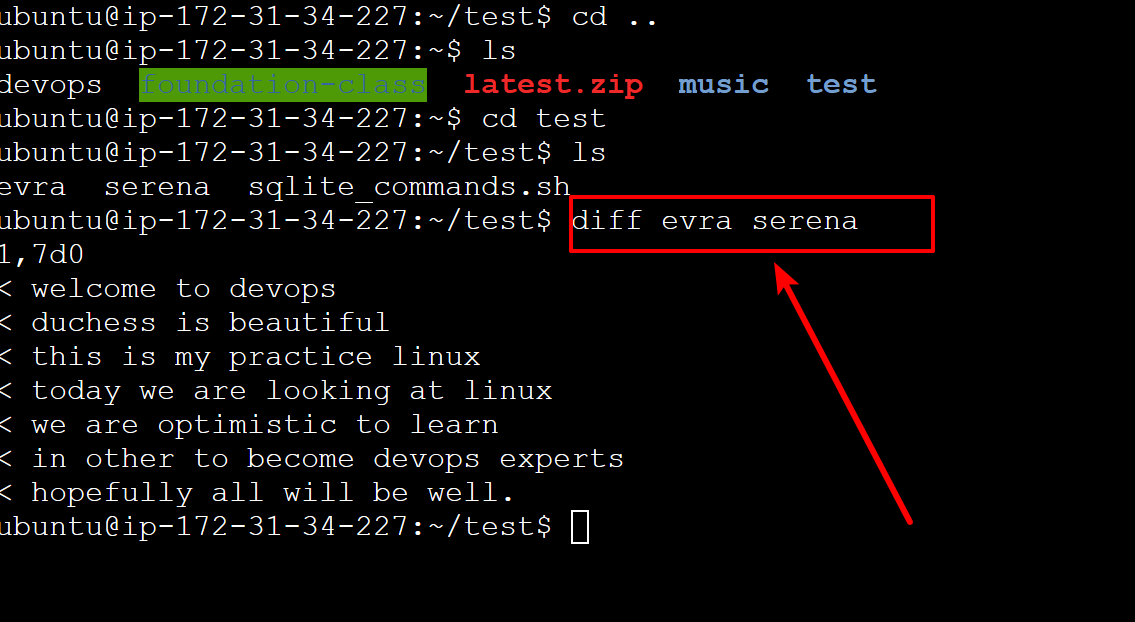 ubuntu@ip-172-31-34-227:~/test$ cd ..
ubuntu@ip-172-31-34-227:~$ ls
devops  foundation-class  latest.zip  music  test
ubuntu@ip-172-31-34-227:~$ cd test
ubuntu@ip-172-31-34-227:~/test$ ls
evra  serena  sqlite_commands.sh
ubuntu@ip-172-31-34-227:~/test$ diff evra serena
1,7d0
< welcome to devops
< duchess is beautiful
< this is my practice linux
< today we are looking at linux
< we are optimistic to learn
< in other to become devops experts
< hopefully all will be well.
ubuntu@ip-172-31-34-227:~/test$